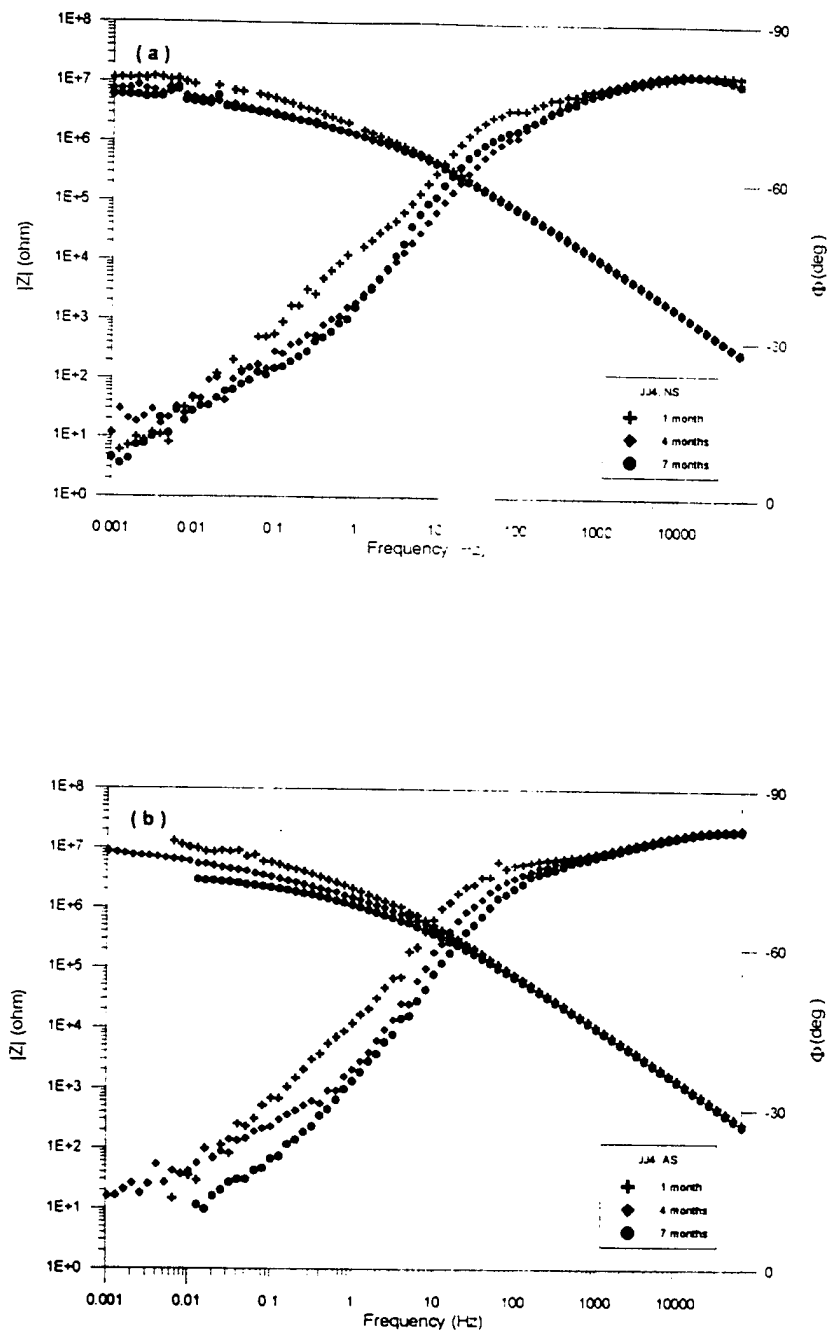 (a)
1E+8
1E+7
1E+6
1E+5
1E+4
1E+3
1E+2
1E+1
1E+0
|Z| (ohm)
-90
-60
0
Φ (deg)
JJ4. NS
1 month
4 months
7 months
0.001 0.01 0.1 1 10 100 1000 10000
Frequency Hz)
(b)
1E+8
1E+7
1E+6
1E+5
1E+4
1E+3
1E+2
1E+1
1E+0
|Z| (ohm)
-90
-60
-30
0
Φ (deg)
JJ4 AS
1 month
4 months
7 months
0.001 0.01 0.1 1 10 100 1000 10000
Frequency (Hz)